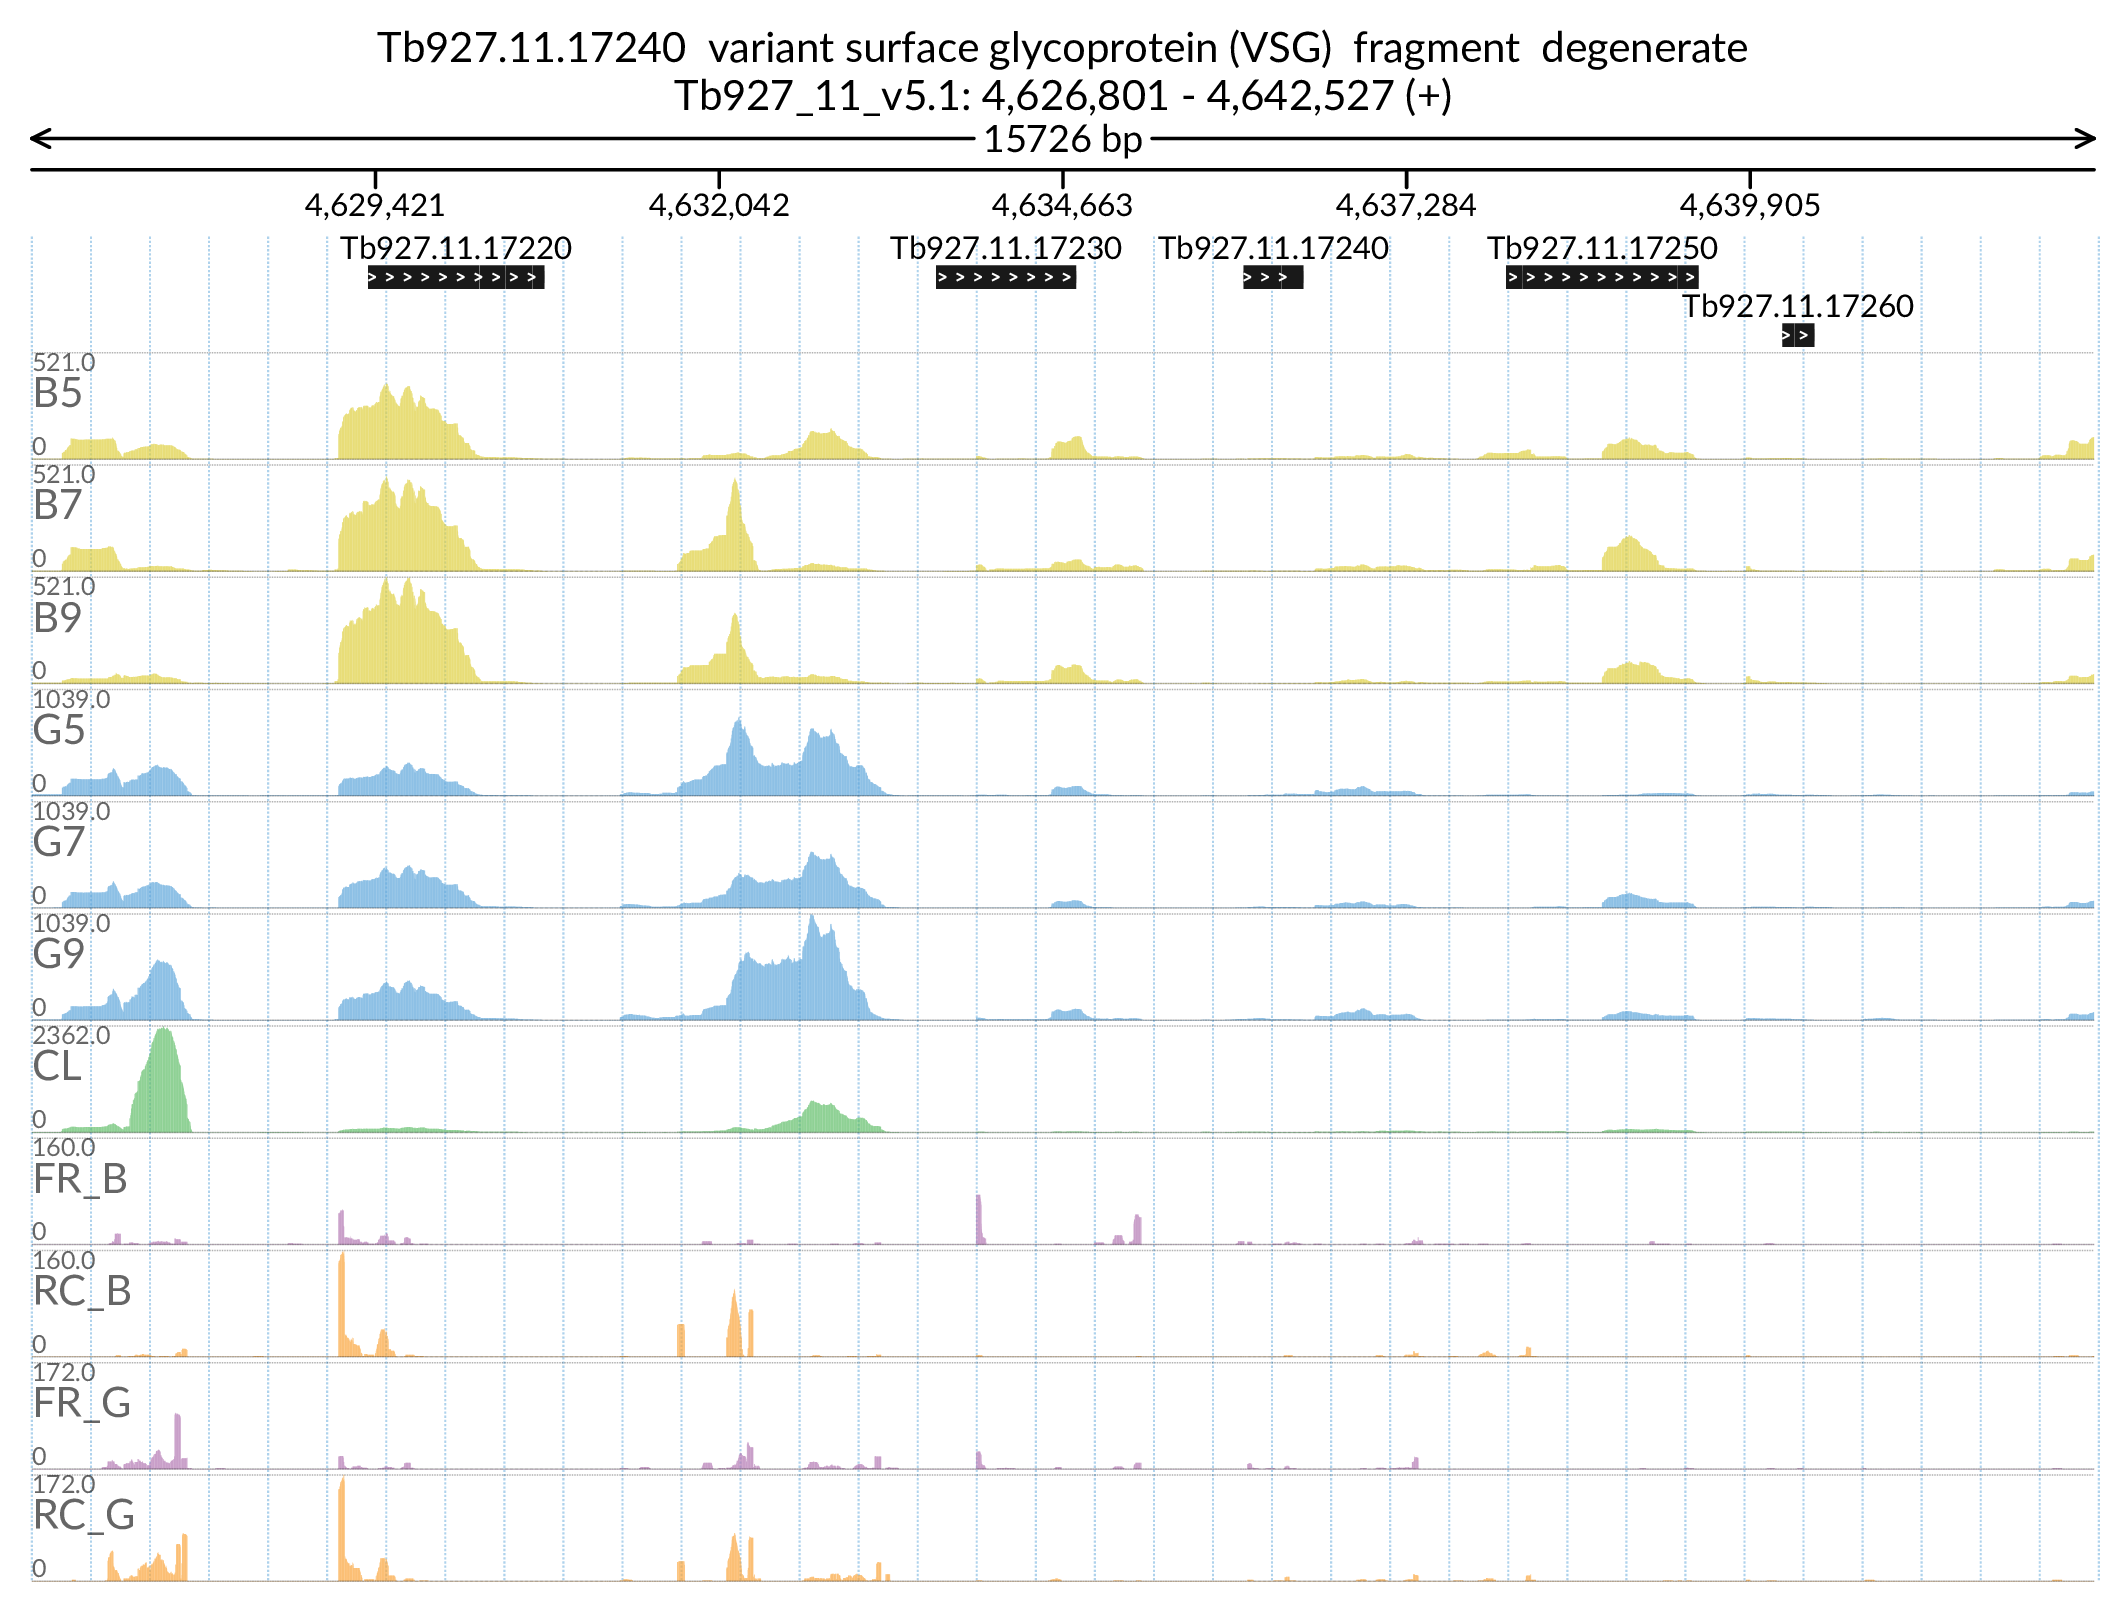 Tb927.11.17240 variant surface glycoprotein (VSG) fragment degenerate
Tb927_11_v5.1: 4,626,801 - 4,642,527 (+)
15726 bp
4,629,421 4,632,042 4,634,663 4,637,284 4,639,905
Tb927.11.17220 Tb927.11.17230 Tb927.11.17240 Tb927.11.17250
Tb927.11.17260
521.0
B5
0
521.0
B7
0
521.0
B9
0
1039.0
G5
0
1039.0
G7
0
1039.0
G9
0
2362.0
CL
0
160.0
FR_B
0
160.0
RC_B
0
172.0
FR_G
0
172.0
RC_G
0